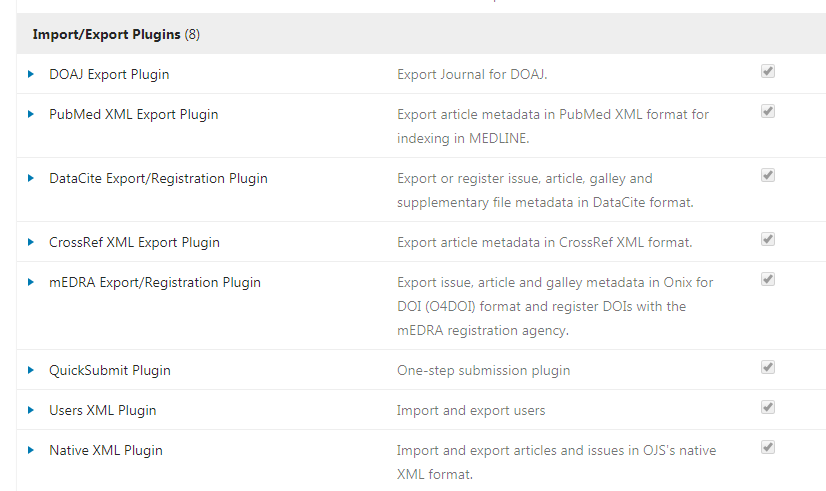 Import/Export Plugins (8)
DOAJ Export Plugin
Export Journal for DOAJ.
PubMed XML Export Plugin
Export article metadata in PubMed XML format for
indexing in MEDLINE.
DataCite Export/Registration Plugin
Export or register issue, article, galley and
supplementary file metadata in DataCite format.
CrossRef XML Export Plugin
Export article metadata in CrossRef XML format.
mEDRA Export/Registration Plugin
Export issue, article and galley metadata in Onix for
DOI (O4DOI) format and register DOIs with the
mEDRA registration agency.
QuickSubmit Plugin
One-step submission plugin
Users XML Plugin
Import and export users
Native XML Plugin
Import and export articles and issues in OJS's native
XML format.